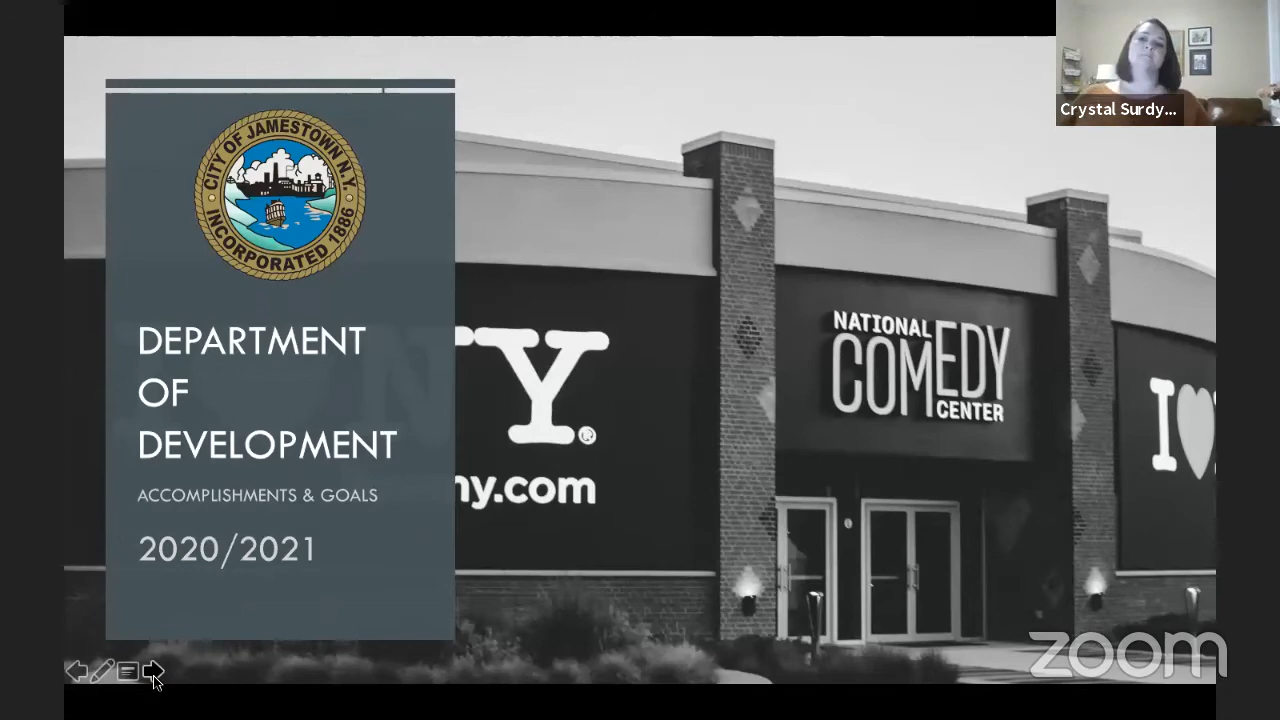 Crystal Surdy...
CITY OF JAMESTOWN N.Y.
INCORPORATED 1886
DEPARTMENT
OF
DEVELOPMENT
ACCOMPLISHMENTS & GOALS
2020/2021
Y®
ny.com
NATIONAL
COMEDY
CENTER
I♥
zoom